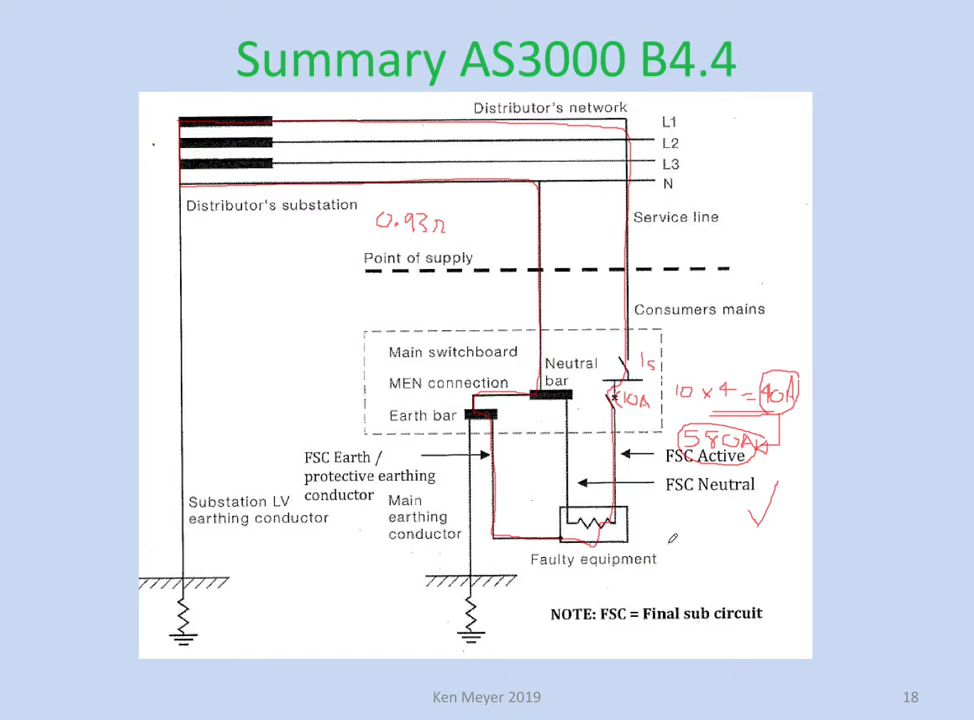 Summary AS3000 B4.4
Distributor's network
L1
L2
L3
N
Distributor's substation
0.93Ω
Service line
Point of supply
Consumers mains
Main switchboard
Neutral
bar
MEN connection
Earth bar
10A
10 x 4 = 40A
580A
FSC Active
FSC Earth /
protective earthing
conductor
FSC Neutral
Substation LV
earthing conductor
Main
earthing
conductor
Faulty equipment
NOTE: FSC = Final sub circuit
Ken Meyer 2019
18